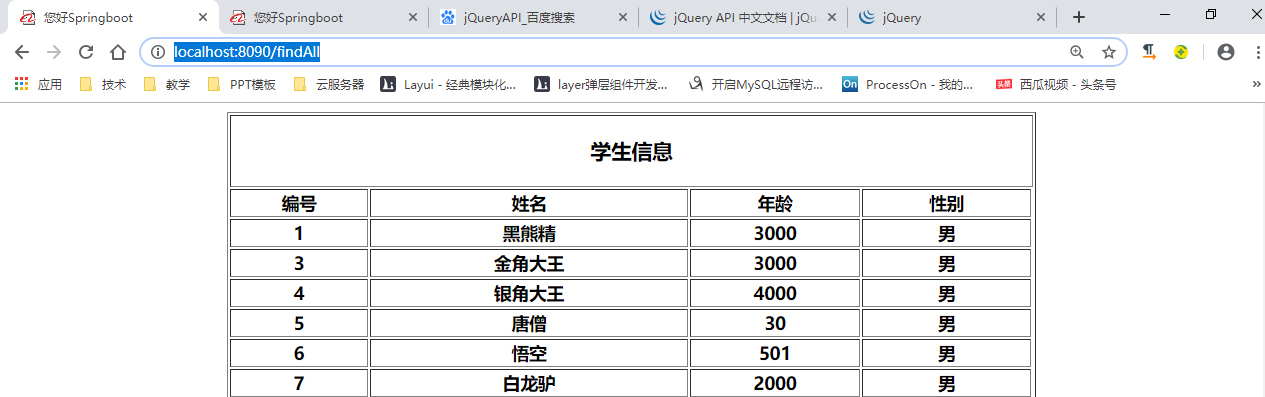 您好Springboot
您好Springboot
jQueryAPI_百度搜索
jQuery API 中文文档 | jQu
jQuery
localhost:8090/findAll
应用 技术 教学 PPT模板 云服务器 Layui - 经典模块化... layer弹层组件开发... 开启MySQL远程访... On ProcessOn - 我的... 头条 西瓜视频 - 头条号
学生信息
编号 姓名 年龄 性别
1 黑熊精 3000 男
3 金角大王 3000 男
4 银角大王 4000 男
5 唐僧 30 男
6 悟空 501 男
7 白龙驴 2000 男